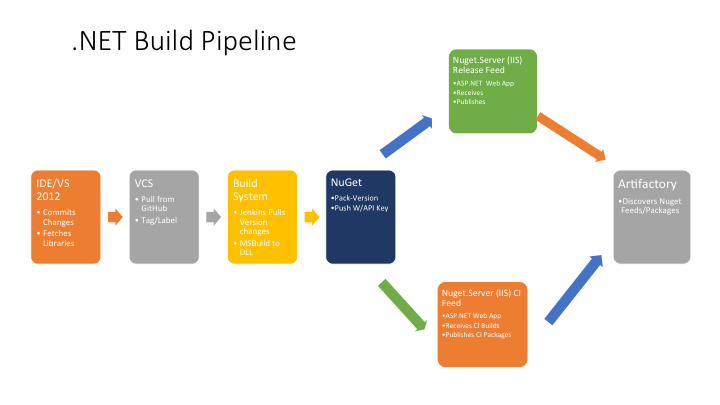 .NET Build Pipeline
Nuget.Server (IIS)
Release Feed
•ASP.NET Web App
•Receives
•Publishes
IDE/VS
2012
• Commits
Changes
• Fetches
Libraries
VCS
• Pull from
GitHub
• Tag/Label
Build
System
• Jenkins Pulls
Version
changes
• MSBuild to
DLL
NuGet
•Pack-Version
•Push W/API Key
Artifactory
•Discovers Nuget
Feeds/Packages
Nuget.Server (IIS) CI
Feed
•ASP.NET Web App
•Receives CI Builds
•Publishes CI Packages